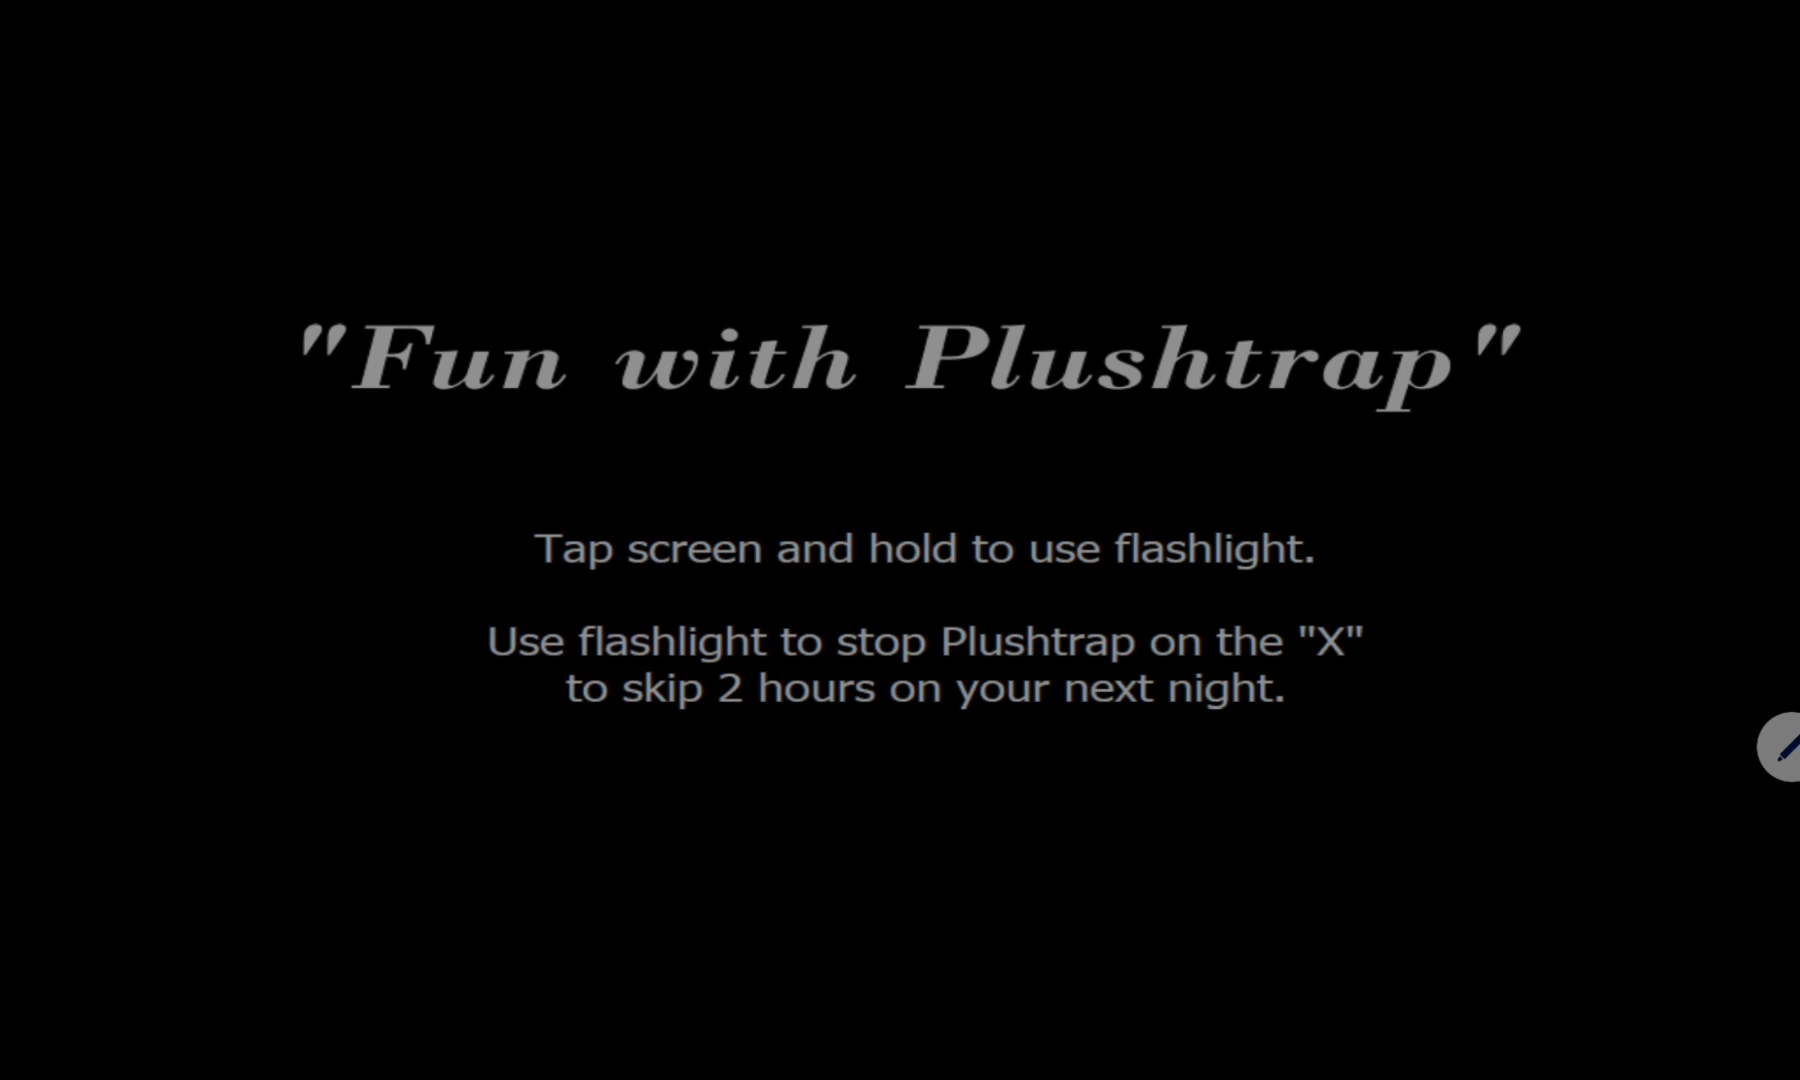 "Fun with Plushtrap"
Tap screen and hold to use flashlight.
Use flashlight to stop Plushtrap on the "X"
to skip 2 hours on your next night.